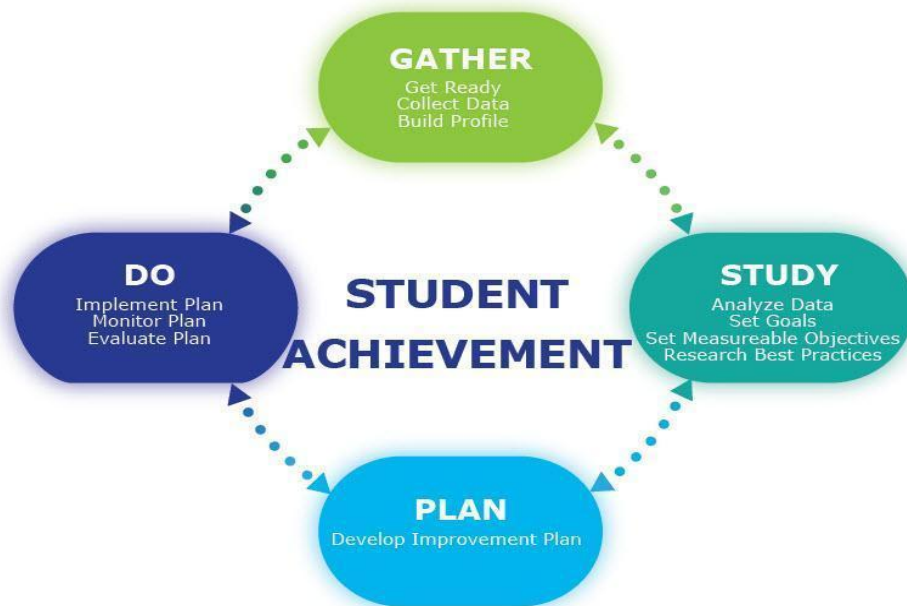 GATHER
Get Ready
Collect Data
Build Profile
DO
Implement Plan
Monitor Plan
Evaluate Plan
STUDENT
ACHIEVEMENT
STUDY
Analyze Data
Set Goals
Set Measureable Objectives
Research Best Practices
PLAN
Develop Improvement Plan